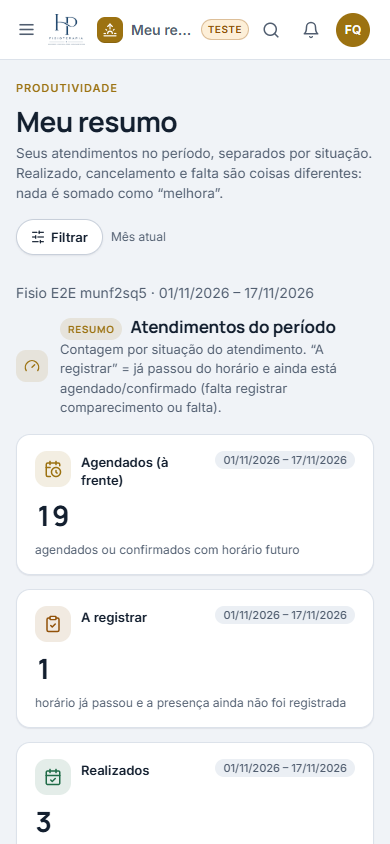 HP
FISIOTERAPIA
Meu re...
TESTE
FQ
PRODUTIVIDADE
Meu resumo
Seus atendimentos no período, separados por situação.
Realizado, cancelamento e falta são coisas diferentes:
nada é somado como “melhora”.
Filtrar
Mês atual
Fisio E2E munf2sq5 · 01/11/2026 – 17/11/2026
RESUMO Atendimentos do período
Contagem por situação do atendimento. “A
registrar” = já passou do horário e ainda está
agendado/confirmado (falta registrar
comparecimento ou falta).
Agendados (à
frente)
01/11/2026 – 17/11/2026
19
agendados ou confirmados com horário futuro
A registrar
01/11/2026 – 17/11/2026
1
horário já passou e a presença ainda não foi registrada
Realizados
01/11/2026 – 17/11/2026
3